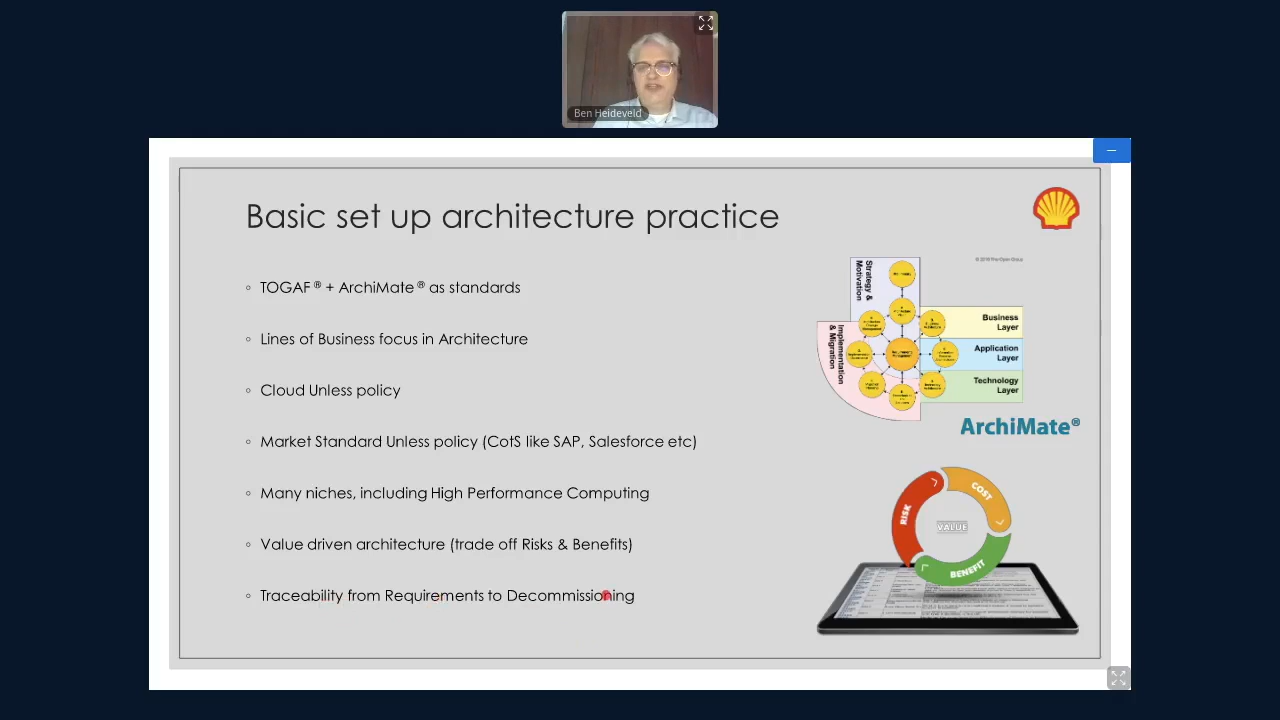 Ben Heideveld
Basic set up architecture practice
◦ TOGAF ® + ArchiMate ® as standards
◦ Lines of Business focus in Architecture
◦ Cloud Unless policy
◦ Market Standard Unless policy (CotS like SAP, Salesforce etc)
◦ Many niches, including High Performance Computing
◦ Value driven architecture (trade off Risks & Benefits)
◦ Traceability from Requirements to Decommissioning
Strategy &
Motivation
Implementation
& Migration
Business
Layer
Application
Layer
Technology
Layer
ArchiMate®
RISK
COST
VALUE
BENEFIT